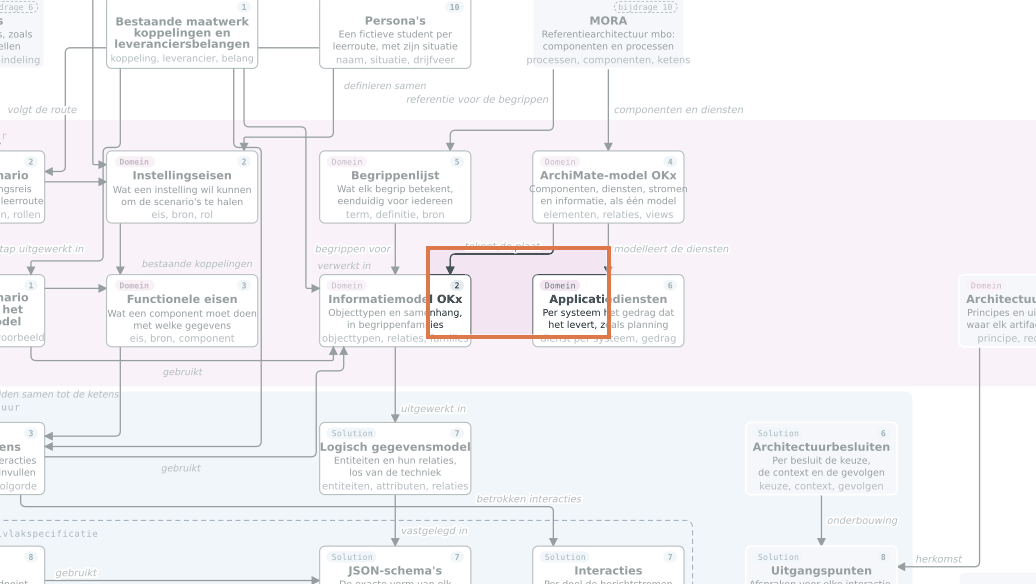 bijdrage 6
s
s, zoals
ellen
-indeling
1
Bestaande maatwerk
koppelingen en
leveranciersbelangen
koppeling, leverancier, belang
10
Persona's
Een fictieve student per
leerroute, met zijn situatie
naam, situatie, drijfveer
bijdrage 10
MORA
Referentiearchitectuur mbo:
componenten en processen
processen, componenten, ketens
definiëren samen
referentie voor de begrippen
volgt de route
componenten en diensten
r
2
nario
ngsreis
leerroute
n, rollen
Domein 2
Instellingseisen
Wat een instelling wil kunnen
om de scenario's te halen
eis, bron, rol
Domein 5
Begrippenlijst
Wat elk begrip betekent,
eenduidig voor iedereen
term, definitie, bron
Domein 4
ArchiMate-model OKx
Componenten, diensten, stromen
en informatie, als één model
elementen, relaties, views
tap uitgewerkt in
bestaande koppelingen
begrippen voor
verwerkt in
tekent de plaat
modelleert de diensten
1
nario
het
odel
voorbeeld
Domein 3
Functionele eisen
Wat een component moet doen
met welke gegevens
eis, bron, component
Domein 2
Informatiemodel OKx
Objecttypen en samenhang,
in begrippenfamilies
objecttypen, relaties, families
Domein 6
Applicatiediensten
Per systeem het gedrag dat
het levert, zoals planning
dienst per systeem, gedrag
Domein
Architectuu
Principes en ui
waar elk artifa
principe, red
gebruikt
lden samen tot de ketens
uur
uitgewerkt in
3
ens
eracties
invullen
olgorde
gebruikt
Solution 7
Logisch gegevensmodel
Entiteiten en hun relaties,
los van de techniek
entiteiten, attributen, relaties
Solution 6
Architectuurbesluiten
Per besluit de keuze,
de context en de gevolgen
keuze, context, gevolgen
betrokken interacties
onderbouwing
vlakspecificatie
vastgelegd in
herkomst
8
gebruikt
Solution 7
JSON-schema's
Solution 7
Interacties
Solution 8
Uitgangspunten